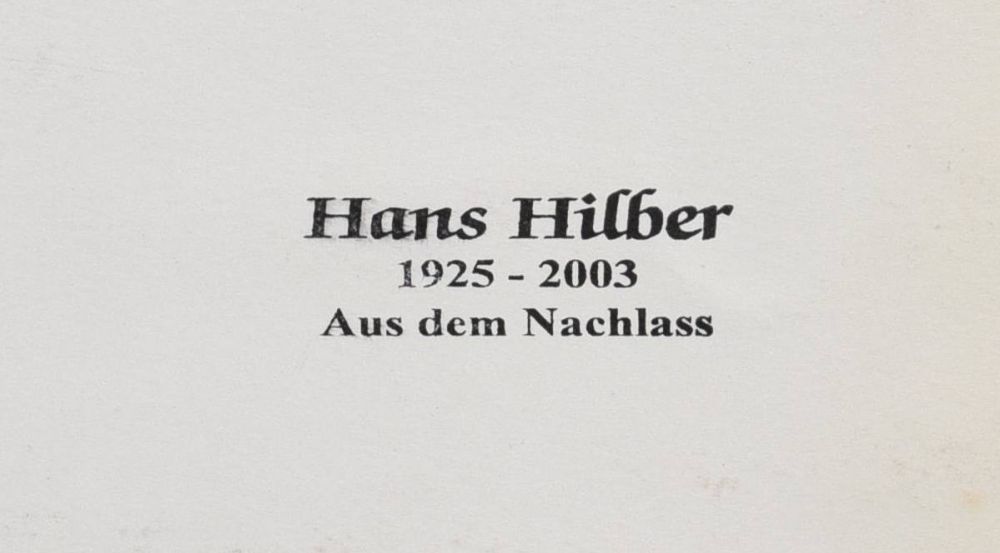 Hans Hilber
1925 - 2003
Aus dem Nachlass